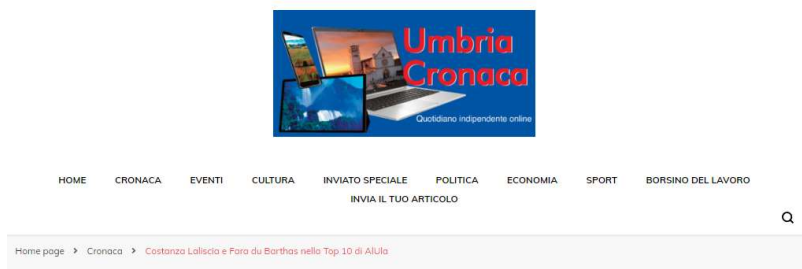 Umbria
Cronaca
Quotidiano indipendente online
HOME CRONACA EVENTI CULTURA INVIATO SPECIALE POLITICA ECONOMIA SPORT BORSINO DEL LAVORO
INVIA IL TUO ARTICOLO
Home page > Cronaca > Costanza Laliscia e Fara du Barthas nella Top 10 di AlUla